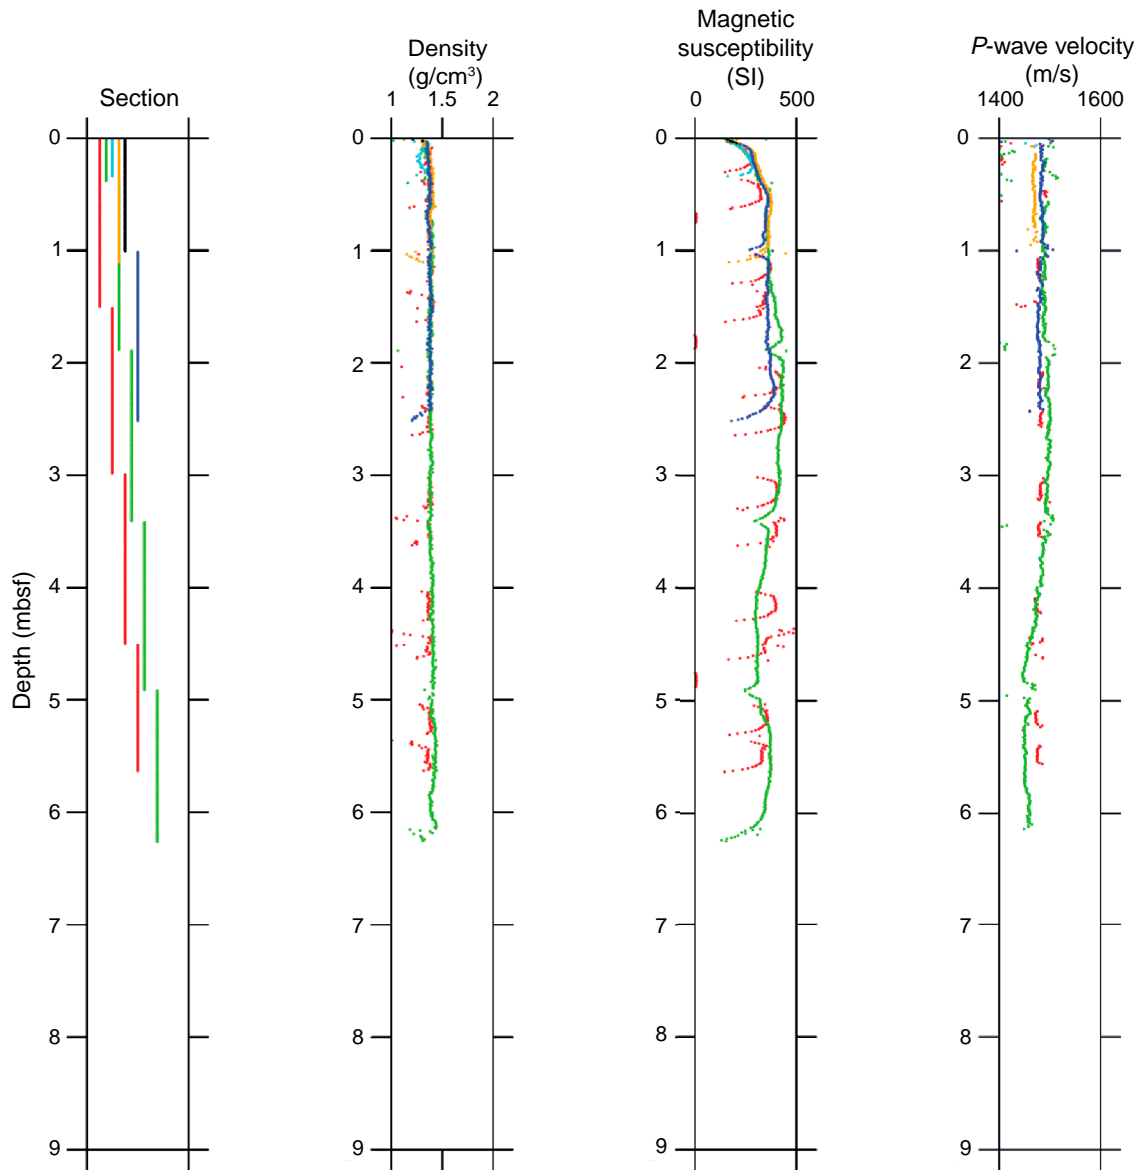 Section
Density
(g/cm³)
1 1.5 2
Magnetic
susceptibility
(SI)
0 500
P-wave velocity
(m/s)
1400 1600
0 0 0 0
1 1 1 1
2 2 2 2
3 3 3 3
4 4 4 4
5 5 5 5
6 6 6 6
7 7 7 7
8 8 8 8
9 9 9 9
Depth (mbsf)